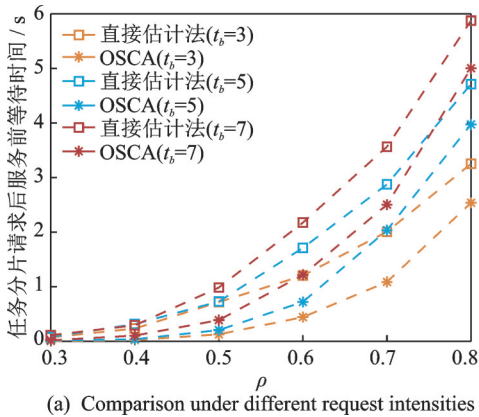 任务分片请求后服务前等待时间 / s
6
5
4
3
2
1
0
直接估计法(t_b=3)
OSCA(t_b=3)
直接估计法(t_b=5)
OSCA(t_b=5)
直接估计法(t_b=7)
OSCA(t_b=7)
0.3 0.4 0.5 0.6 0.7 0.8
ρ
(a) Comparison under different request intensities